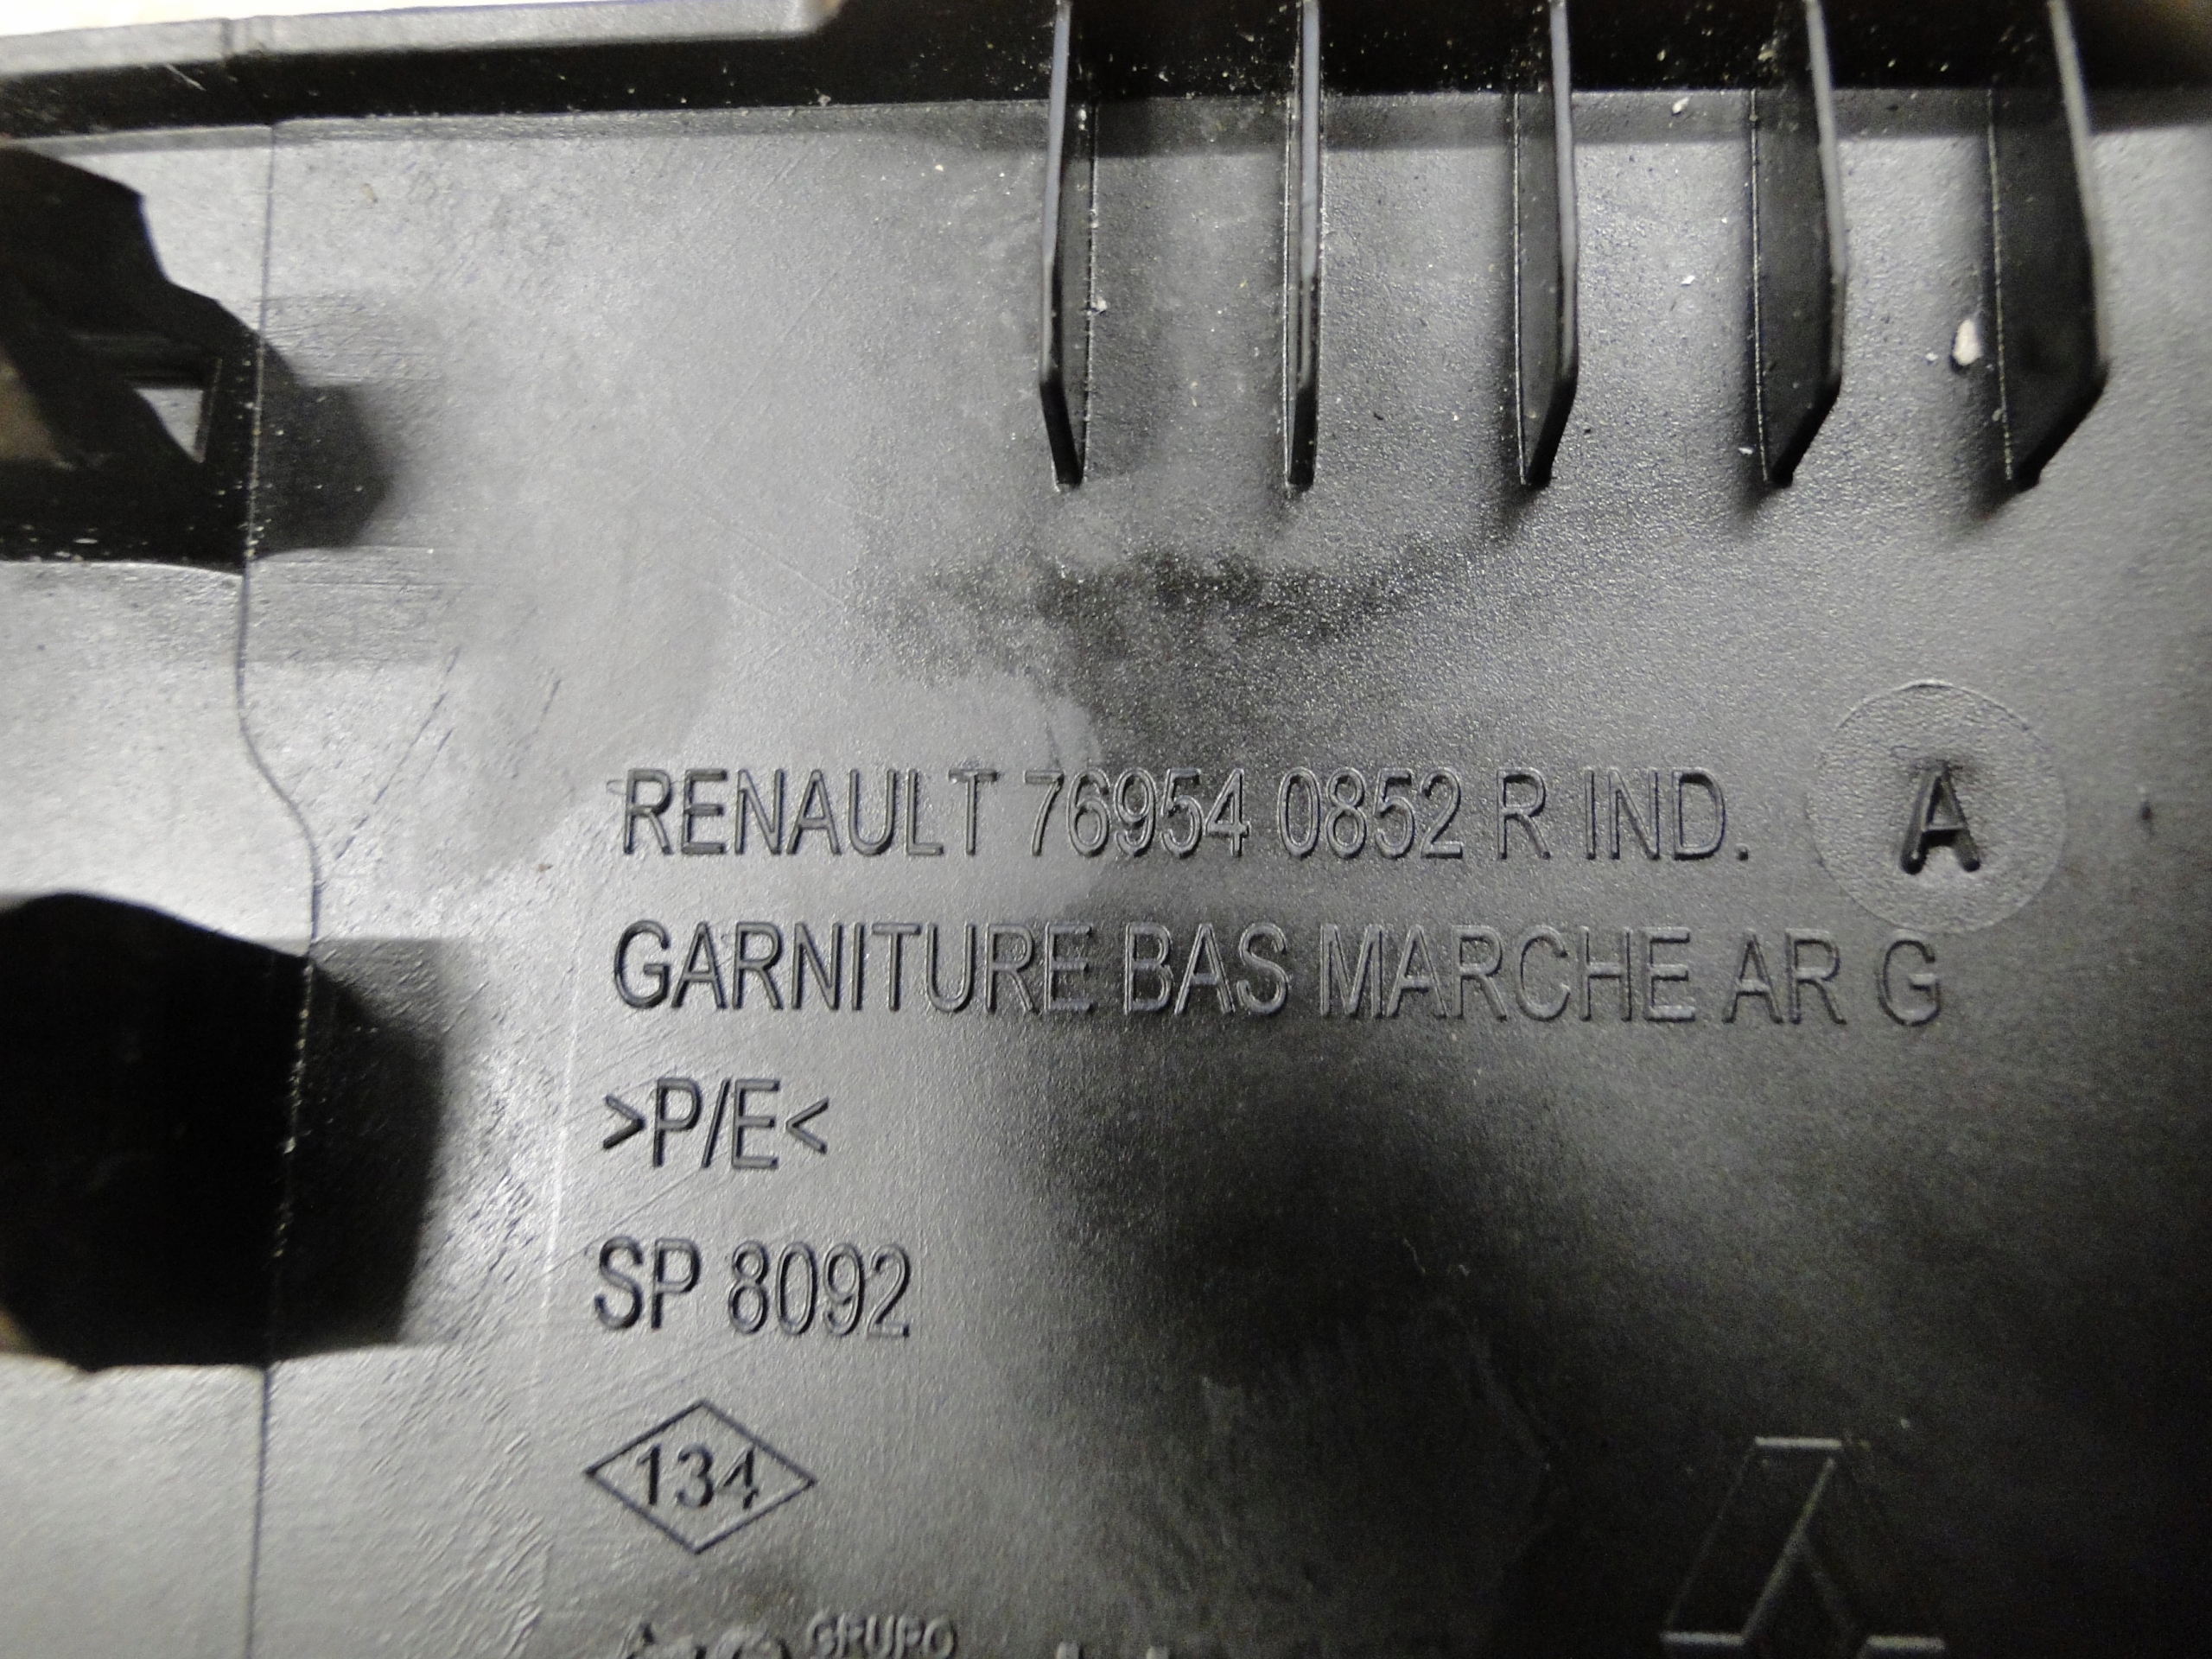 RENAULT 76954 0852 R IND. A
GARNITURE BAS MARCHE AR G
>P/E<
SP 8092
134
GRUPO